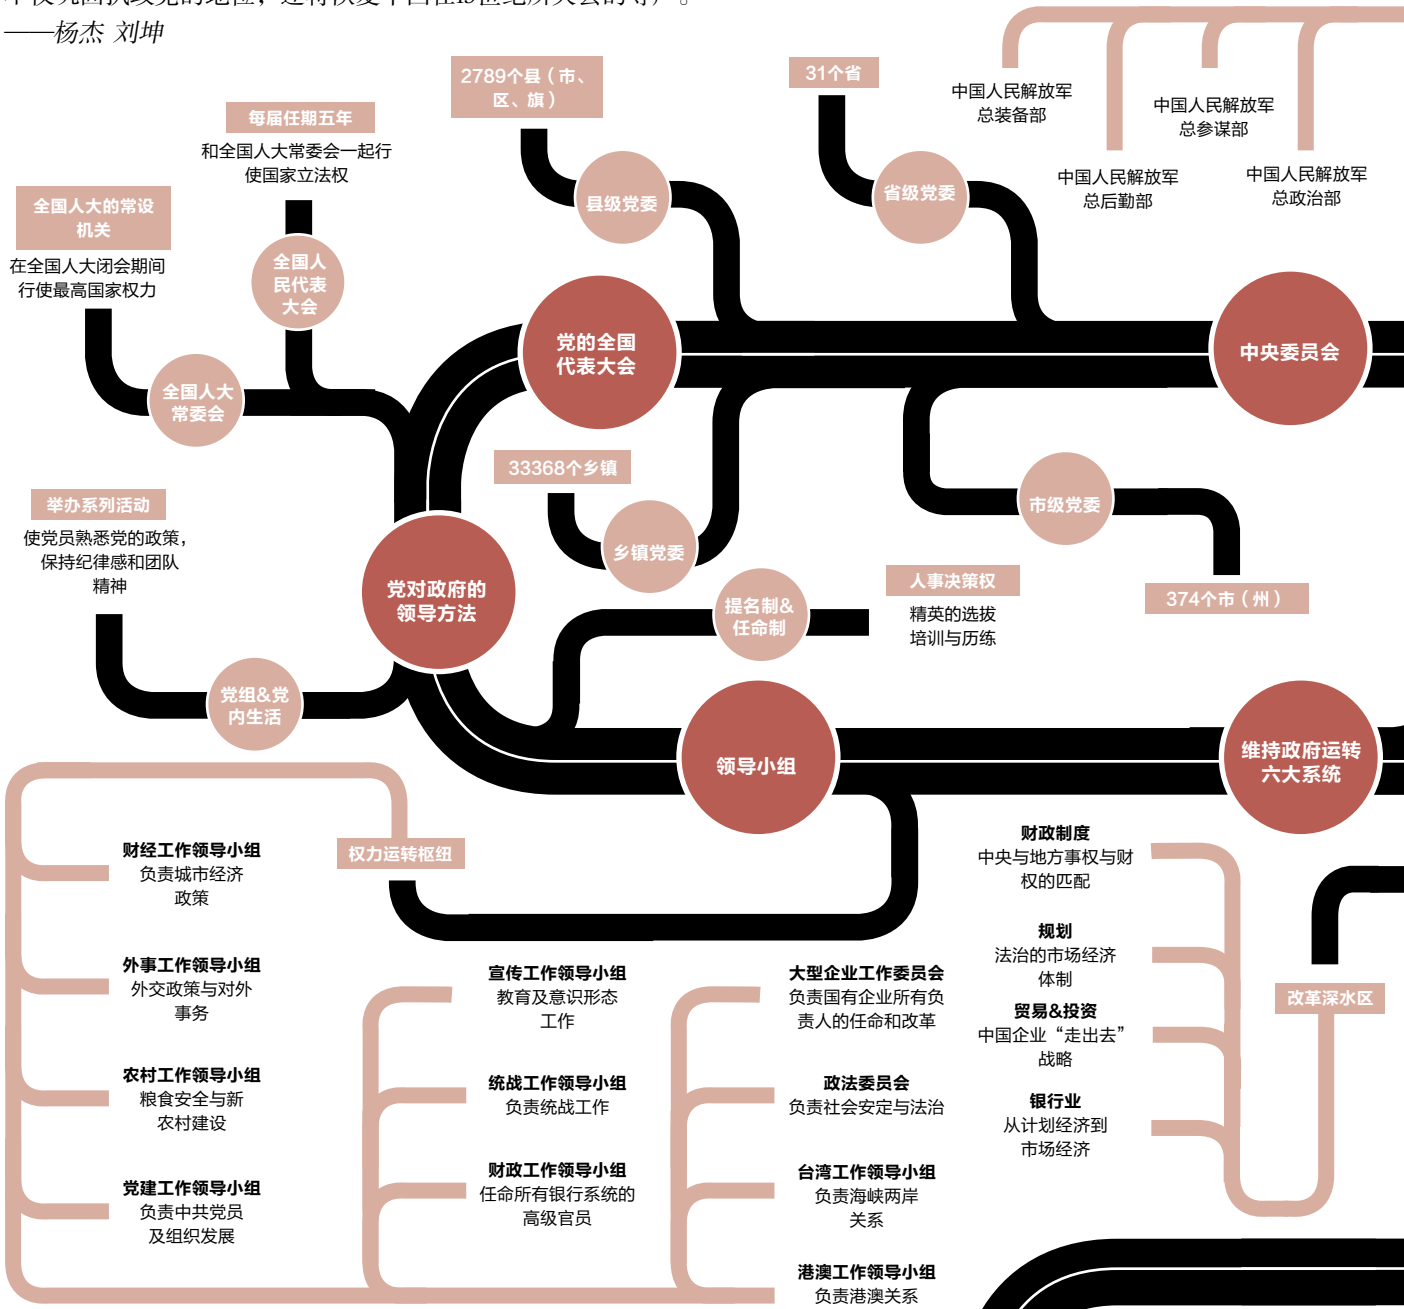 ——杨杰 刘坤
2789个县（市、
区、旗）
县级党委
31个省
省级党委
中国人民解放军
总装备部
中国人民解放军
总参谋部
中国人民解放军
总后勤部
中国人民解放军
总政治部
每届任期五年
和全国人大常委会一起行
使国家立法权
全国人
民代表
大会
全国人大的常设
机关
在全国人大闭会期间
行使最高国家权力
全国人大
常委会
党的全国
代表大会
中央委员会
33368个乡镇
乡镇党委
市级党委
374个市（州）
举办系列活动
使党员熟悉党的政策，
保持纪律感和团队
精神
党组&党
内生活
党对政府的
领导方法
提名制&
任命制
人事决策权
精英的选拔
培训与历练
领导小组
维持政府运转
六大系统
权力运转枢纽
财经工作领导小组
负责城市经济
政策
外事工作领导小组
外交政策与对外
事务
农村工作领导小组
粮食安全与新
农村建设
党建工作领导小组
负责中共党员
及组织发展
宣传工作领导小组
教育及意识形态
工作
统战工作领导小组
负责统战工作
财政工作领导小组
任命所有银行系统的
高级官员
大型企业工作委员会
负责国有企业所有负
责人的任命和改革
政法委员会
负责社会安定与法治
台湾工作领导小组
负责海峡两岸
关系
港澳工作领导小组
负责港澳关系
财政制度
中央与地方事权与财
权的匹配
规划
法治的市场经济
体制
贸易&投资
中国企业“走出去”
战略
银行业
从计划经济到
市场经济
改革深水区